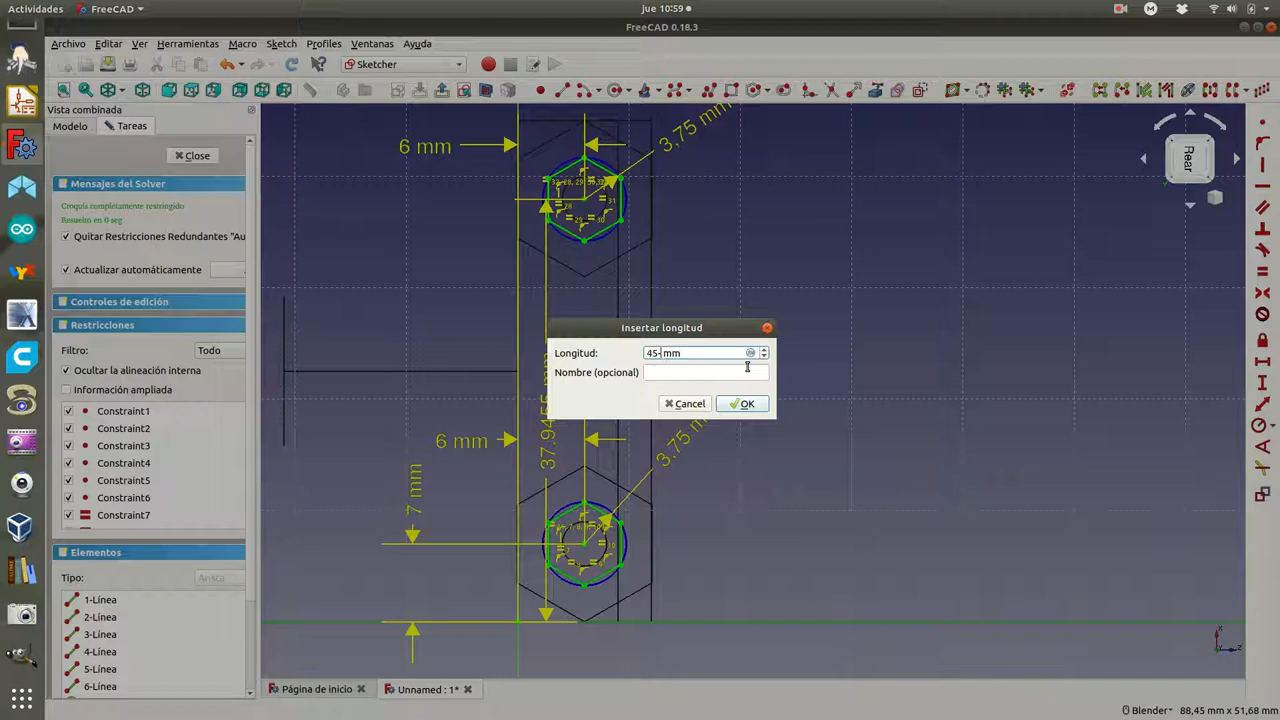 Actividades
FreeCAD
jue 10:59
FreeCAD 0.18.3
Archivo Editar Ver Herramientas Macro Sketch Profiles Ventanas Ayuda
Sketcher
Vista combinada
Modelo Tareas
Close
Mensajes del Solver
Croquis completamente restringido
Resuelto en 0 seg
Quitar Restricciones Redundantes "Au
Actualizar automáticamente
Controles de edición
Restricciones
Filtro: Todo
Ocultar la alineación interna
Información ampliada
Constraint1
Constraint2
Constraint3
Constraint4
Constraint5
Constraint6
Constraint7
Elementos
Tipo: Arista
1-Línea
2-Línea
3-Línea
4-Línea
5-Línea
6-Línea
6 mm
3,75 mm
Rear
Insertar longitud
Longitud: 45- mm
Nombre (opcional)
Cancel OK
6 mm
3,75 mm
7 mm
Página de inicio
Unnamed : 1*
Blender 88,45 mm x 51,68 mm